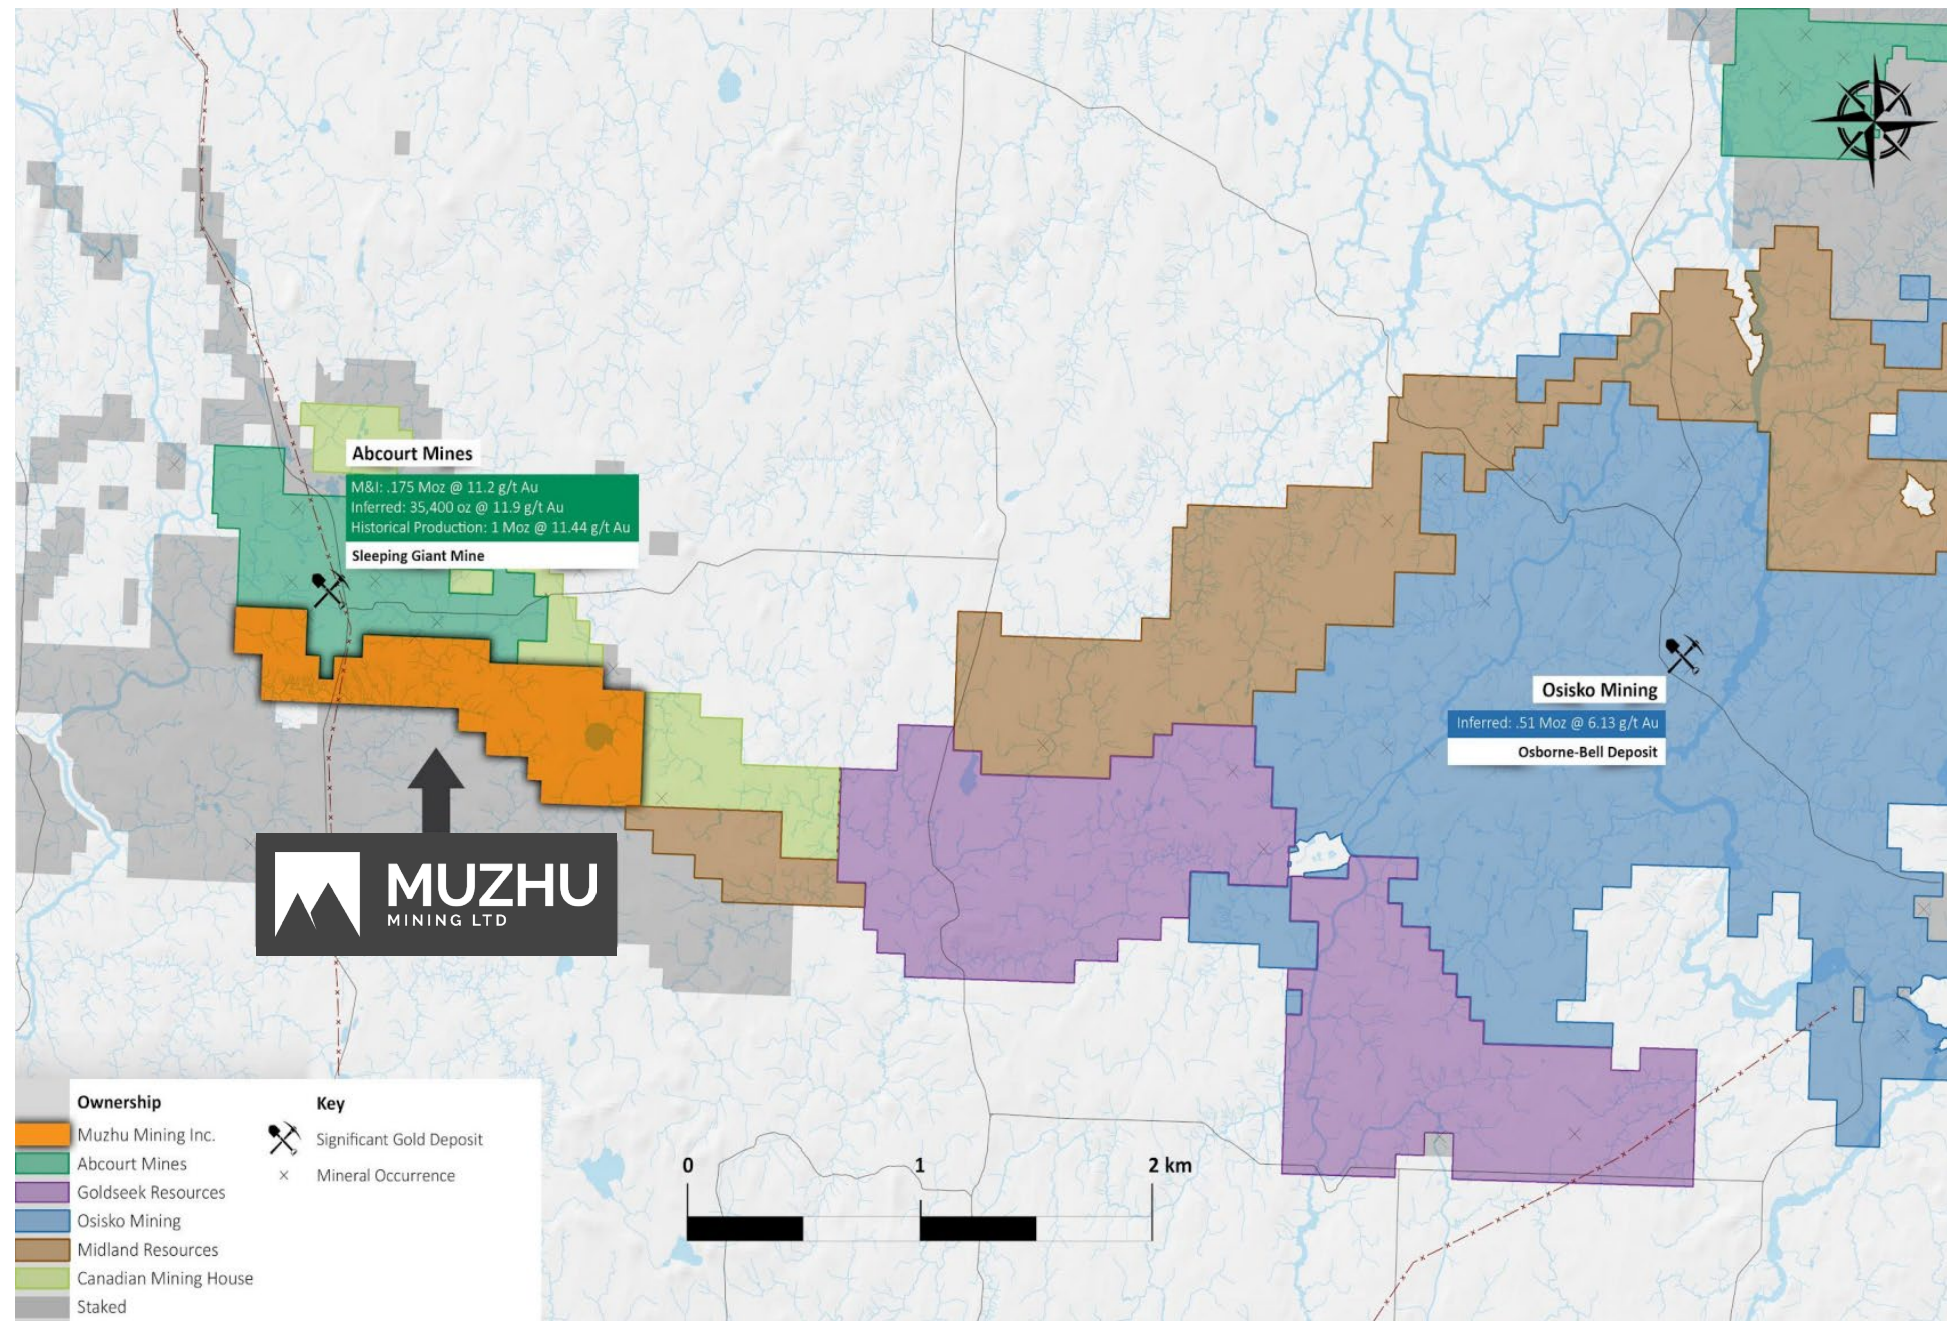 Abcourt Mines
M&I: .175 Moz @ 11.2 g/t Au
Inferred: 35,400 oz @ 11.9 g/t Au
Historical Production: 1 Moz @ 11.44 g/t Au
Sleeping Giant Mine
Osisko Mining
Inferred: .51 Moz @ 6.13 g/t Au
Osborne-Bell Deposit
MUZHU
MINING LTD
Ownership
Muzhu Mining Inc.
Abcourt Mines
Goldseek Resources
Osisko Mining
Midland Resources
Canadian Mining House
Staked
Key
Significant Gold Deposit
Mineral Occurrence
0 1 2 km